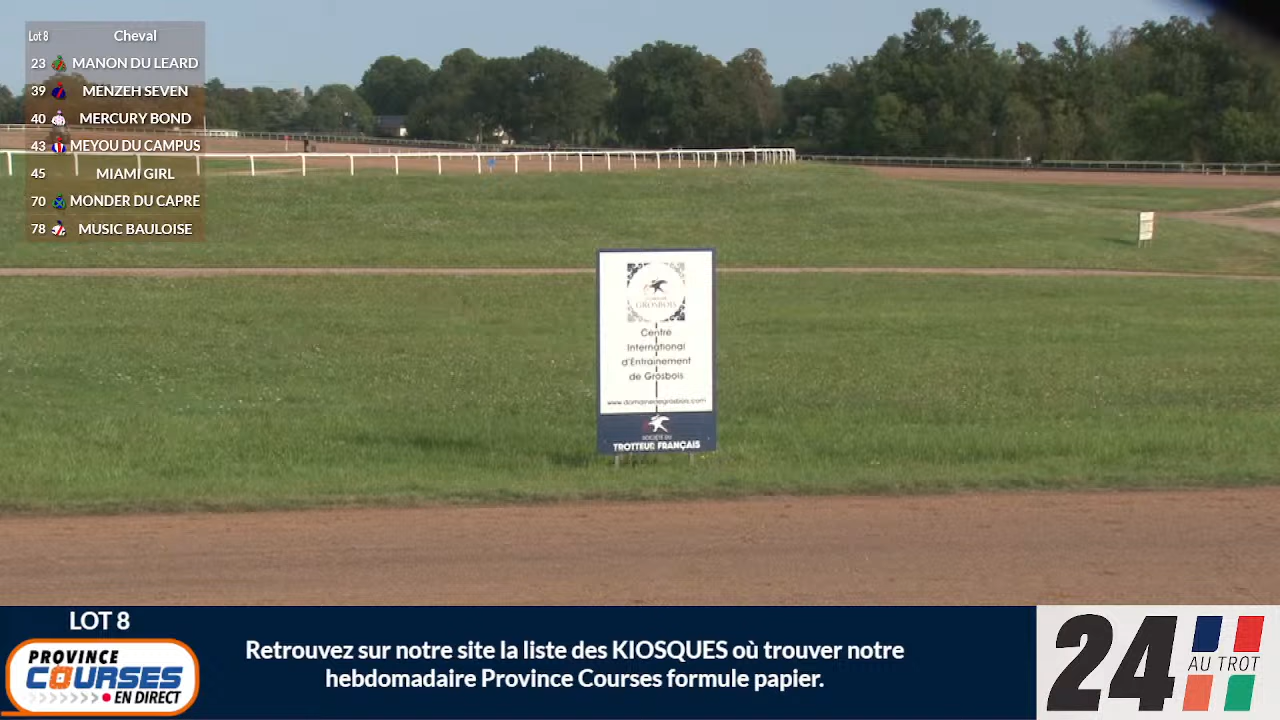 Lot 8 Cheval
23 MANON DU LEARD
39 MENZEH SEVEN
40 MERCURY BOND
43 MEYOU DU CAMPUS
45 MIAMI GIRL
70 MONDER DU CAPRE
78 MUSIC BAULOISE
GROSBOIS
Centre
International
d'Entrainement
de Grosbois
www.domainedegrosbois.com
SOCIÉTÉ DU
TROTTEUR FRANÇAIS
LOT 8
PROVINCE
COURSES
EN DIRECT
Retrouvez sur notre site la liste des KIOSQUES où trouver notre
hebdomadaire Province Courses formule papier.
24H
AU TROT